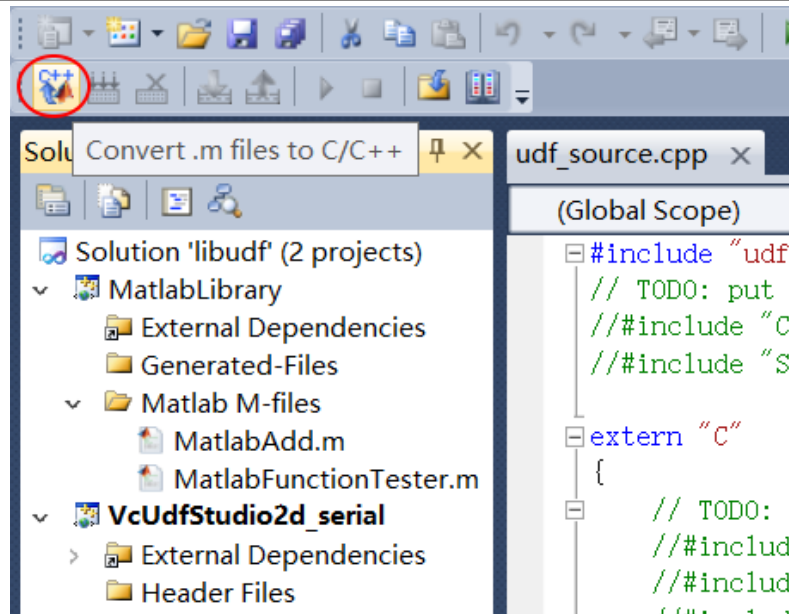 C++
Convert .m files to C/C++
Solu
udf_source.cpp
(Global Scope)
Solution 'libudf' (2 projects)
MatlabLibrary
External Dependencies
Generated-Files
Matlab M-files
MatlabAdd.m
MatlabFunctionTester.m
VcUdfStudio2d_serial
External Dependencies
Header Files
#include "udf
// TODO: put
//#include "C
//#include "S
extern "C"
{
// TODO:
//#includ
//#includ